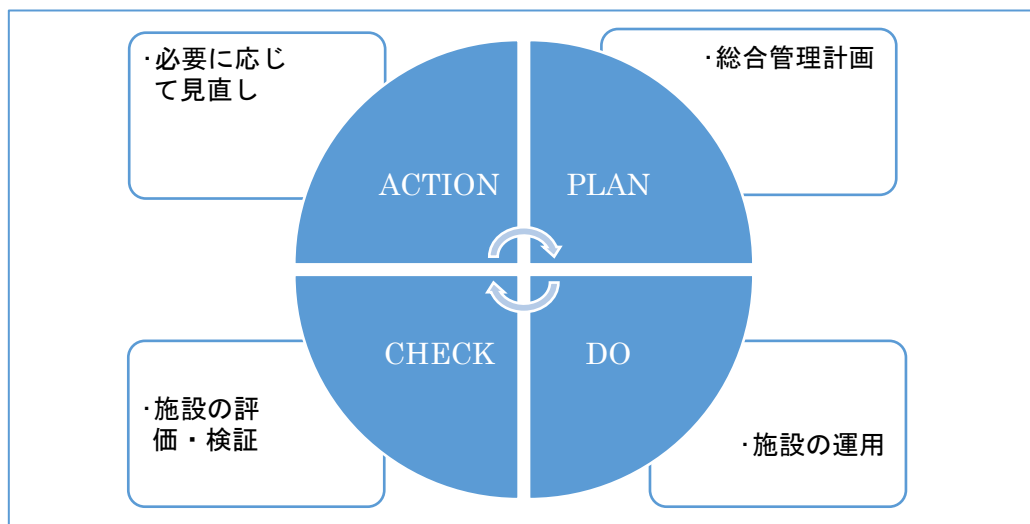 ・必要に応じ
て見直し
・総合管理計画
ACTION
PLAN
CHECK
DO
・施設の評
価・検証
・施設の運用